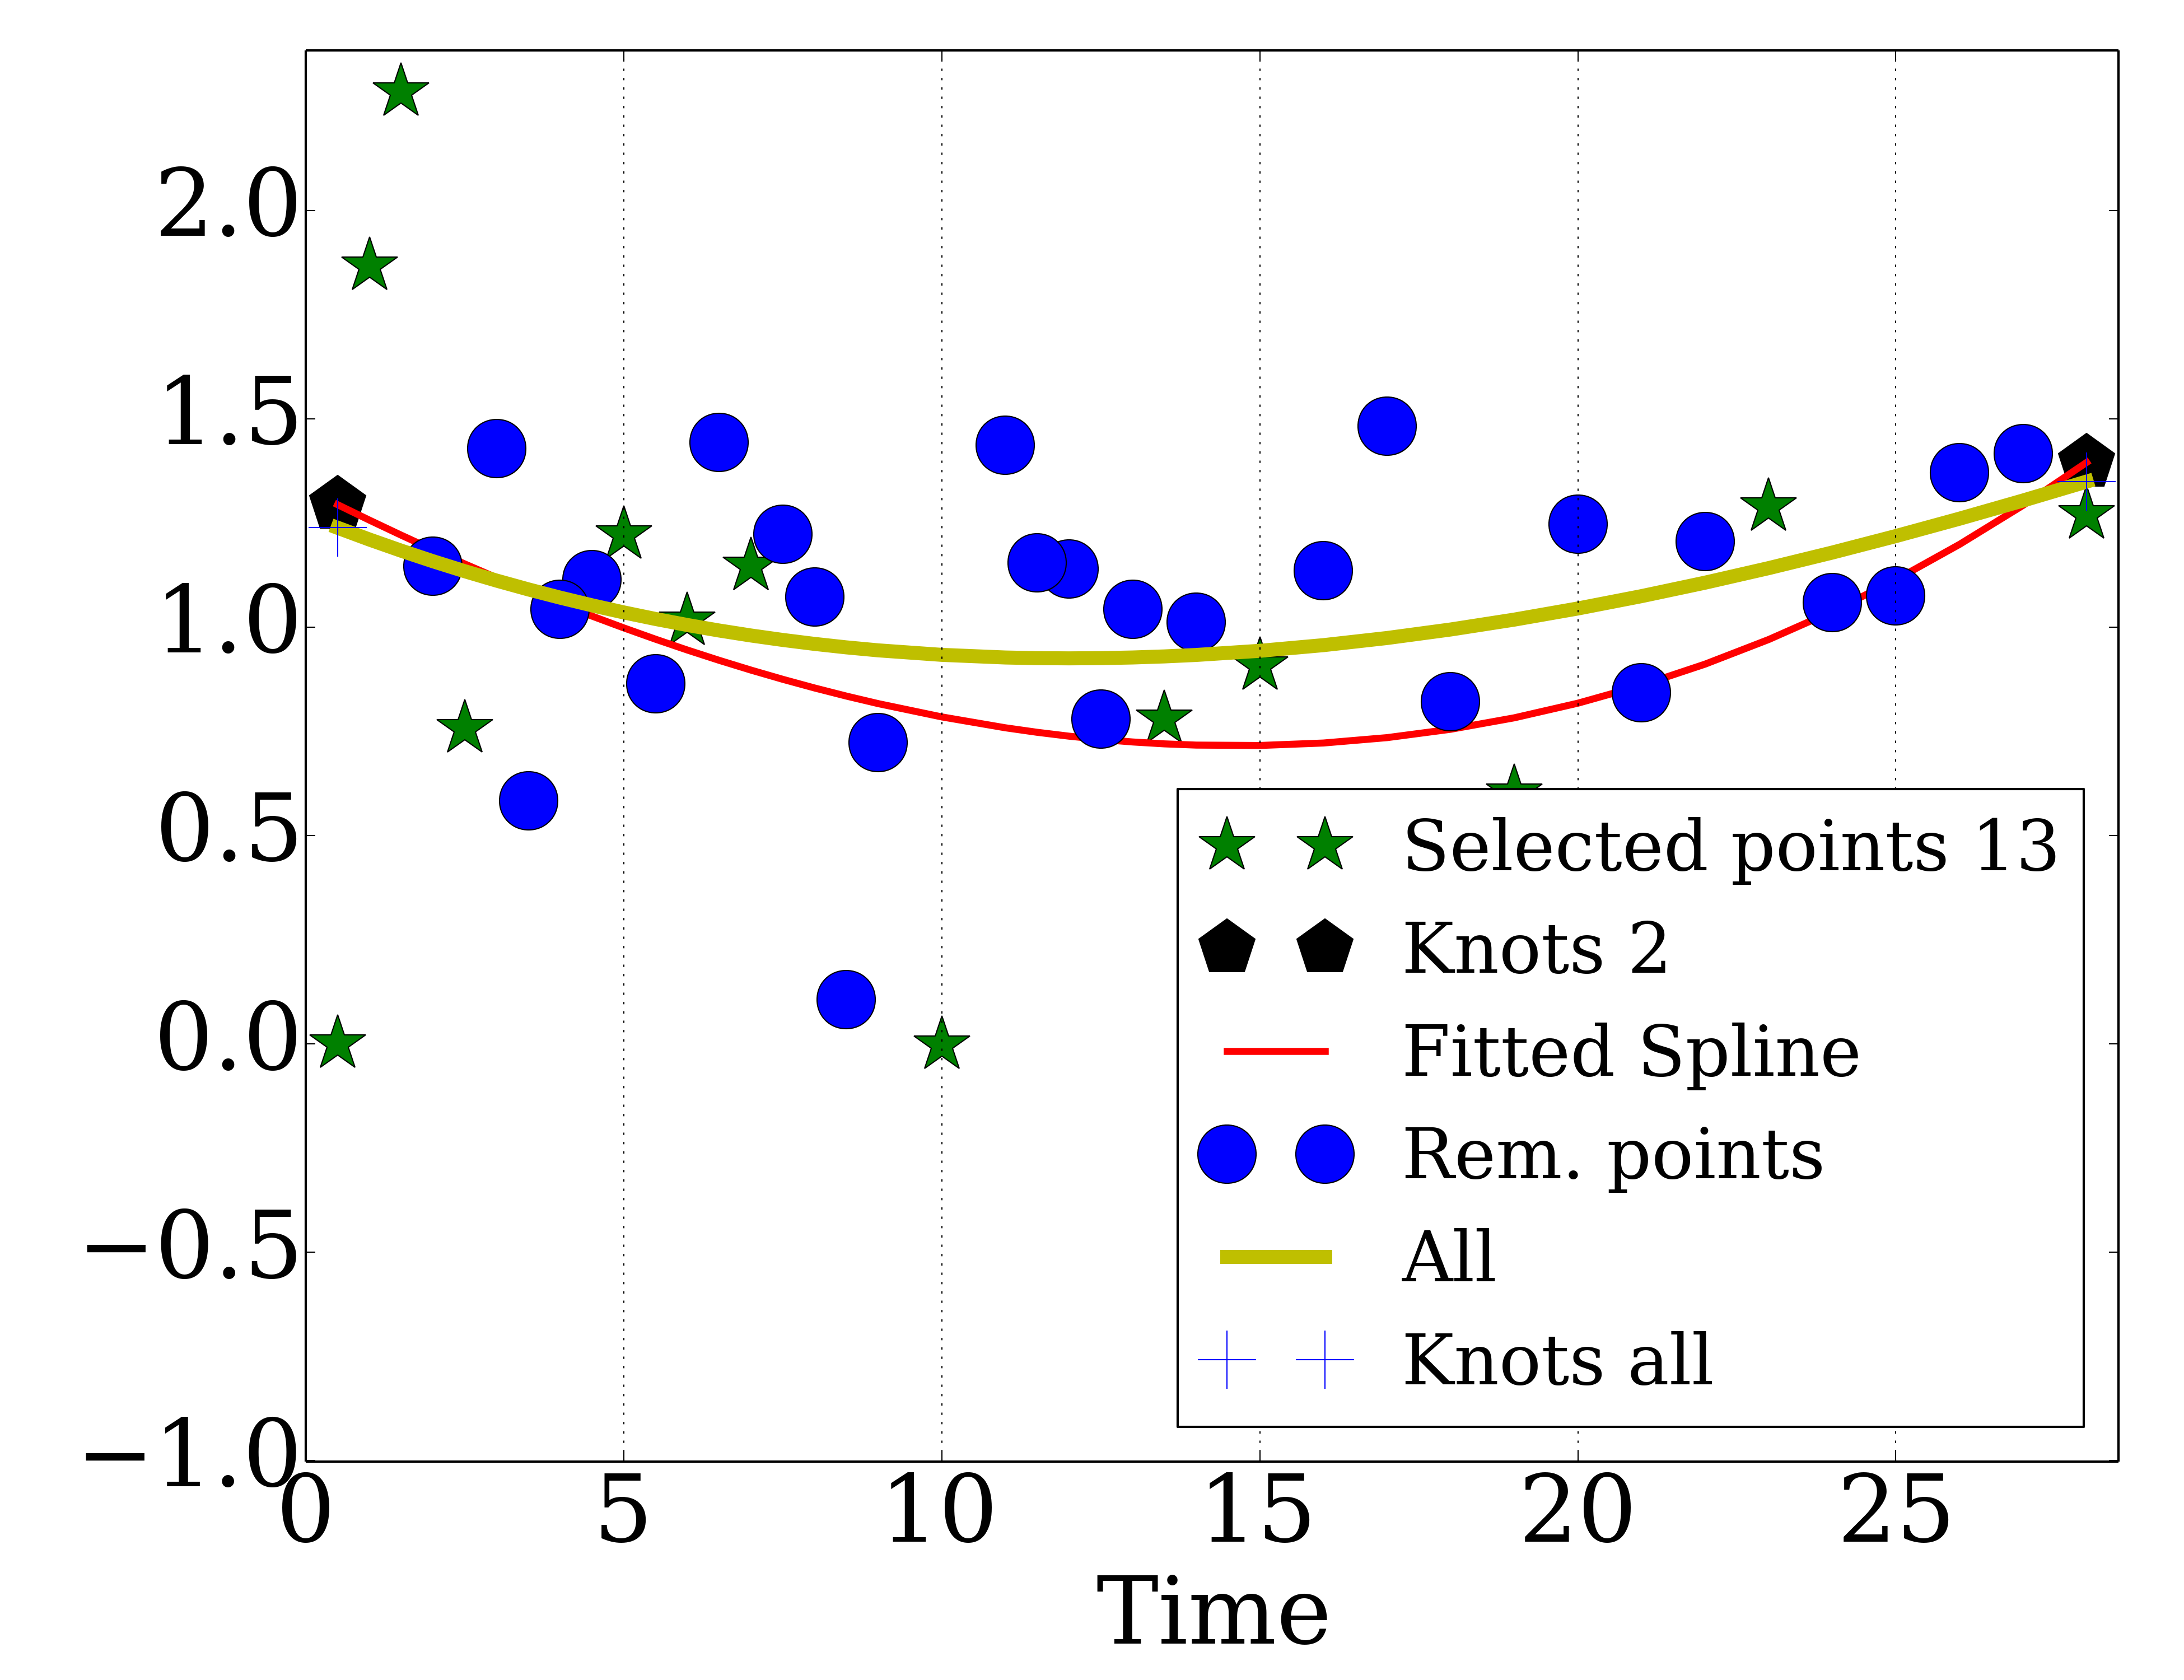 2.0
1.5
1.0
0.5
0.0
−0.5
−1.0
0 5 10 15 20 25
Time
Selected points 13
Knots 2
Fitted Spline
Rem. points
All
Knots all